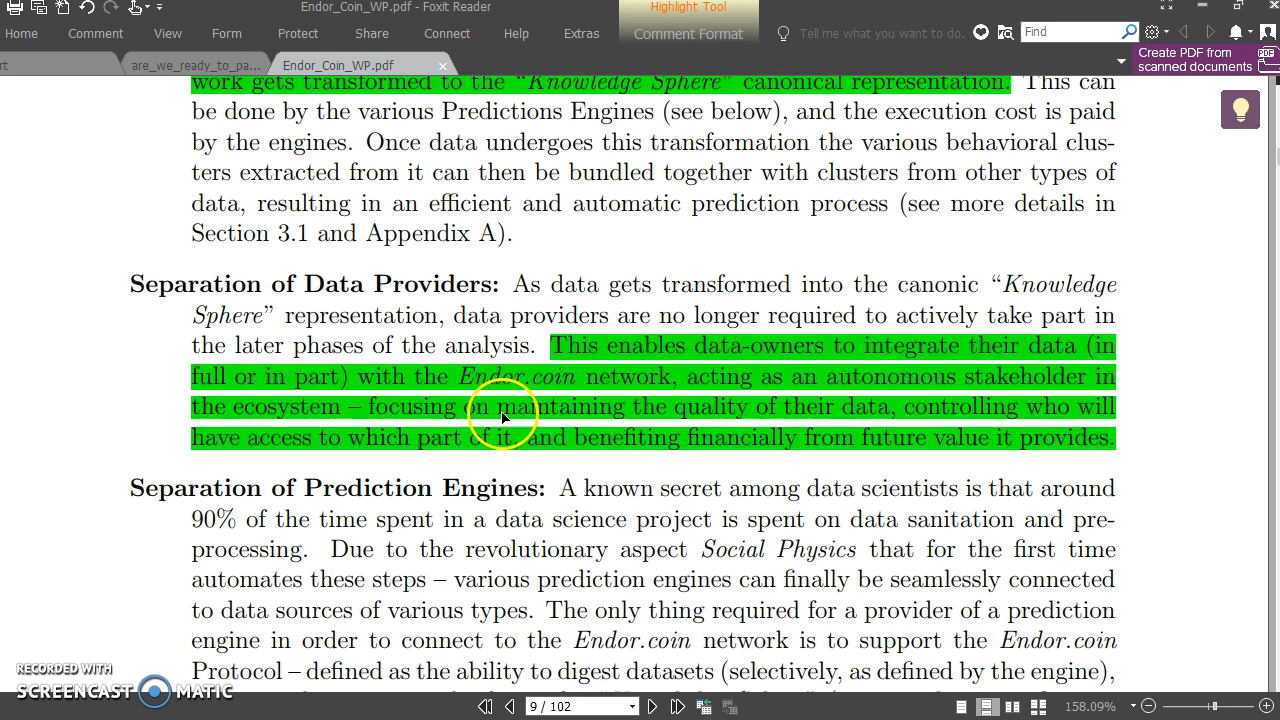 Endor_Coin_WP.pdf - Foxit Reader
Highlight Tool
Home Comment View Form Protect Share Connect Help Extras Comment Format Tell me what you want to do. Find
rt are_we_ready_to_pa... Endor_Coin_WP.pdf
Create PDF from
scanned documents
PDF
work gets transformed to the “Knowledge Sphere” canonical representation. This can
be done by the various Predictions Engines (see below), and the execution cost is paid
by the engines. Once data undergoes this transformation the various behavioral clus-
ters extracted from it can then be bundled together with clusters from other types of
data, resulting in an efficient and automatic prediction process (see more details in
Section 3.1 and Appendix A).
Separation of Data Providers: As data gets transformed into the canonic “Knowledge
Sphere” representation, data providers are no longer required to actively take part in
the later phases of the analysis. This enables data-owners to integrate their data (in
full or in part) with the Endor.coin network, acting as an autonomous stakeholder in
the ecosystem – focusing on maintaining the quality of their data, controlling who will
have access to which part of it, and benefiting financially from future value it provides.
Separation of Prediction Engines: A known secret among data scientists is that around
90% of the time spent in a data science project is spent on data sanitation and pre-
processing. Due to the revolutionary aspect Social Physics that for the first time
automates these steps – various prediction engines can finally be seamlessly connected
to data sources of various types. The only thing required for a provider of a prediction
engine in order to connect to the Endor.coin network is to support the Endor.coin
Protocol – defined as the ability to digest datasets (selectively, as defined by the engine),
RECORDED WITH
SCREENCAST MATIC
9 / 102
158.09%